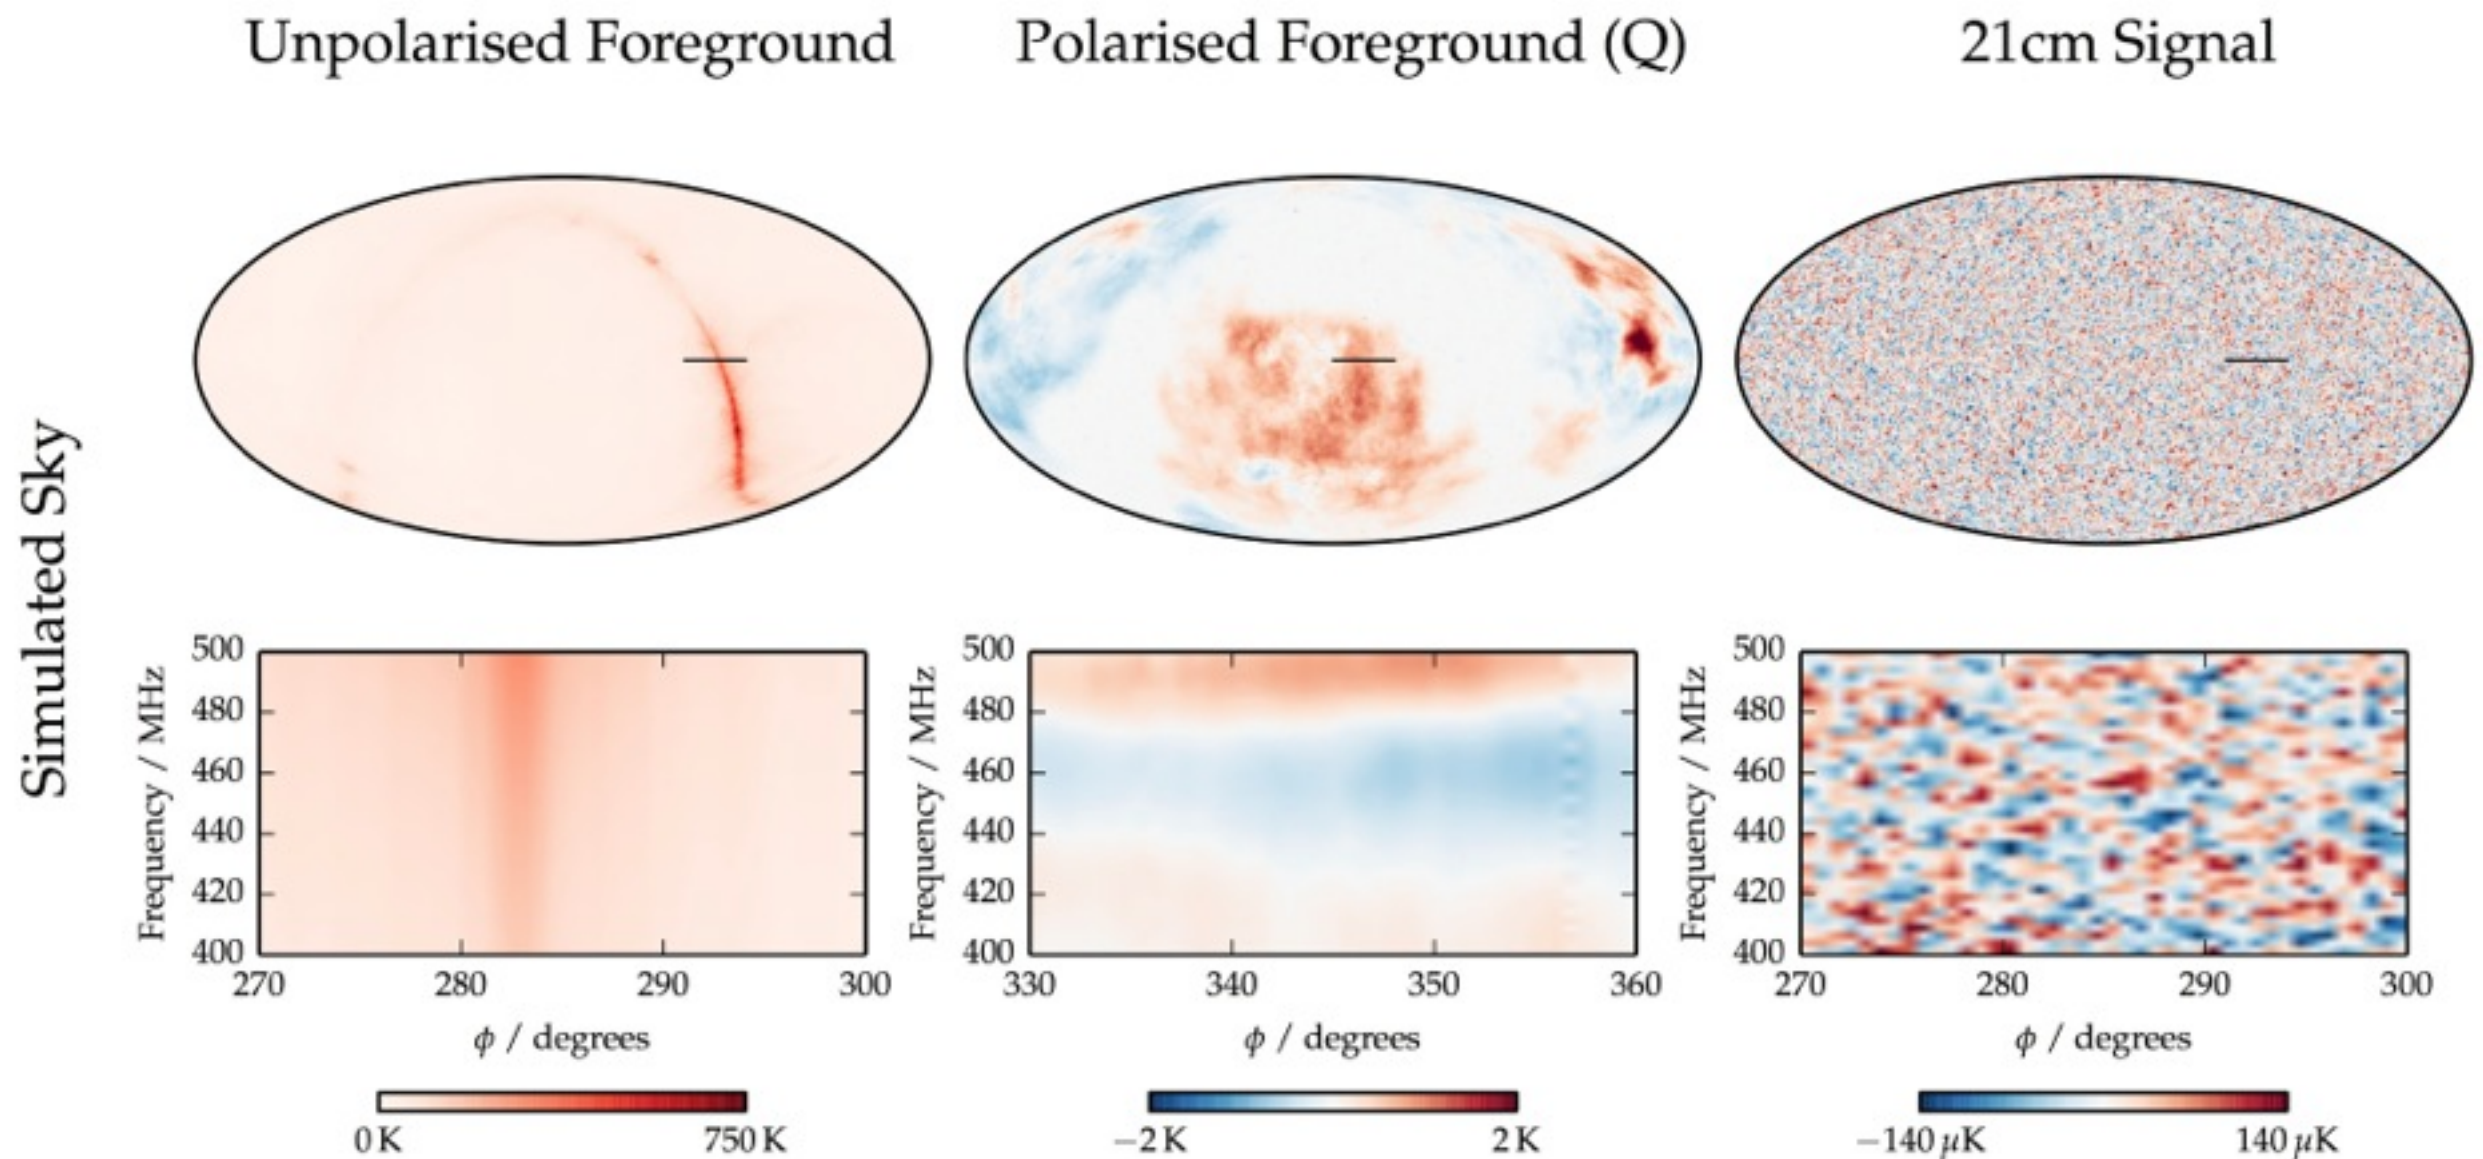 Unpolarised Foreground
Polarised Foreground (Q)
21cm Signal
Simulated Sky
Frequency / MHz
500
480
460
440
420
400
270
280
290
300
ϕ / degrees
0 K
750 K
Frequency / MHz
500
480
460
440
420
400
330
340
350
360
ϕ / degrees
−2 K
2 K
Frequency / MHz
500
480
460
440
420
400
270
280
290
300
ϕ / degrees
−140 μK
140 μK